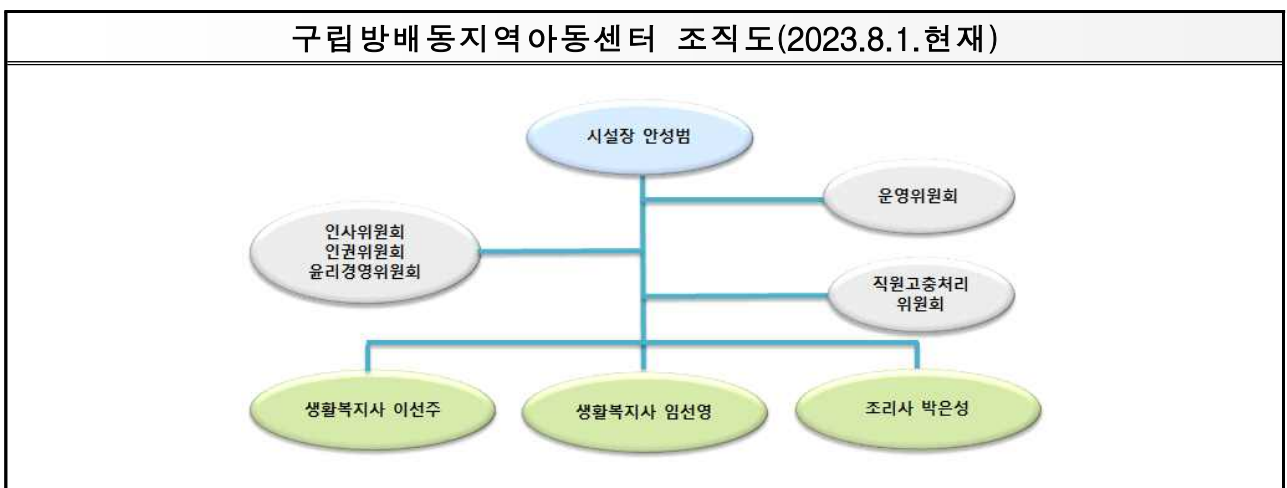 구립방배동지역아동센터 조직도(2023.8.1.현재)
시설장 안성범
운영위원회
인사위원회
인권위원회
윤리경영위원회
직원고충처리
위원회
생활복지사 이선주
생활복지사 임선영
조리사 박은성